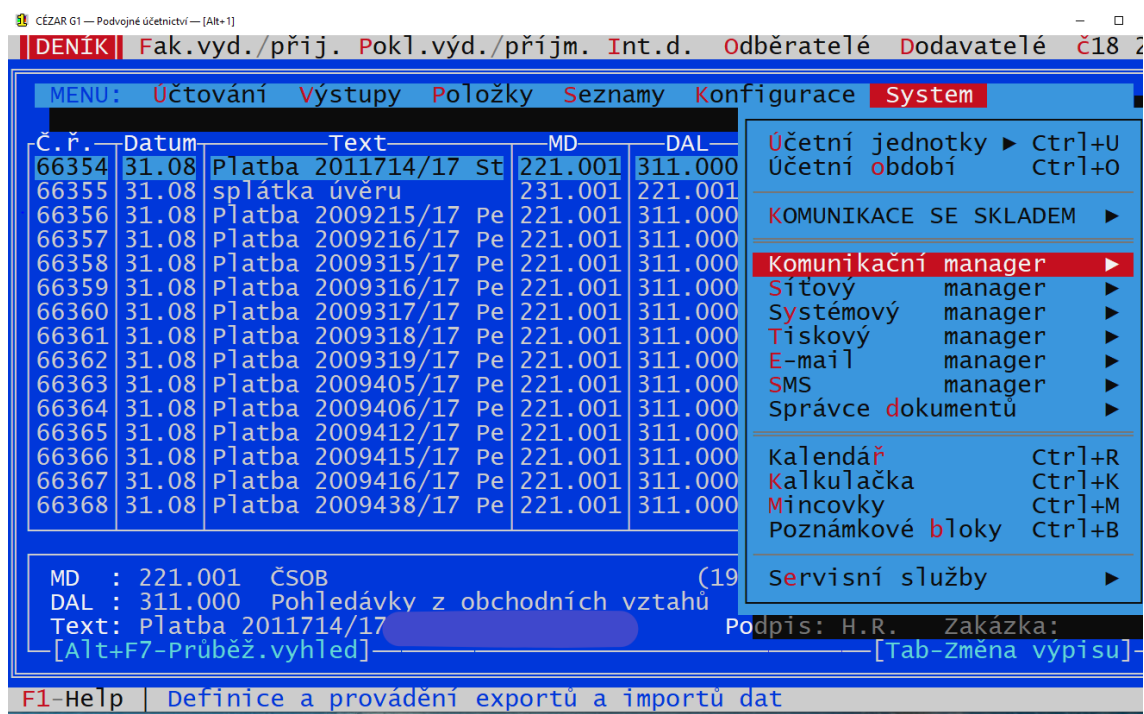 CÉZAR G1 — Podvojné účetnictví — [Alt+1]
DENÍK Fak.vyd./přij. Pokl.výd./příjm. Int.d. Odběratelé Dodavatelé č18 2
MENU: Účtování Výstupy Položky Seznamy Konfigurace System
Č.ř. Datum Text MD DAL
66354 31.08 Platba 2011714/17 St 221.001 311.000
66355 31.08 splátka úvěru 231.001 221.001
66356 31.08 Platba 2009215/17 Pe 221.001 311.000
66357 31.08 Platba 2009216/17 Pe 221.001 311.000
66358 31.08 Platba 2009315/17 Pe 221.001 311.000
66359 31.08 Platba 2009316/17 Pe 221.001 311.000
66360 31.08 Platba 2009317/17 Pe 221.001 311.000
66361 31.08 Platba 2009318/17 Pe 221.001 311.000
66362 31.08 Platba 2009319/17 Pe 221.001 311.000
66363 31.08 Platba 2009405/17 Pe 221.001 311.000
66364 31.08 Platba 2009406/17 Pe 221.001 311.000
66365 31.08 Platba 2009412/17 Pe 221.001 311.000
66366 31.08 Platba 2009415/17 Pe 221.001 311.000
66367 31.08 Platba 2009416/17 Pe 221.001 311.000
66368 31.08 Platba 2009438/17 Pe 221.001 311.000
Účetní jednotky ► Ctrl+U
Účetní období Ctrl+O
KOMUNIKACE SE SKLADEM ►
Komunikační manager ►
Síťový manager ►
Systémový manager ►
Tiskový manager ►
E-mail manager ►
SMS manager ►
Správce dokumentů ►
Kalendář Ctrl+R
Kalkulačka Ctrl+K
Mincovky Ctrl+M
Poznámkové bloky Ctrl+B
Servisní služby ►
MD : 221.001 ČSOB (19
DAL : 311.000 Pohledávky z obchodních vztahů
Text: Platba 2011714/17 Podpis: H.R. Zakázka:
[Alt+F7-Průběž.vyhled] [Tab-Změna výpisu]
F1-Help | Definice a provádění exportů a importů dat